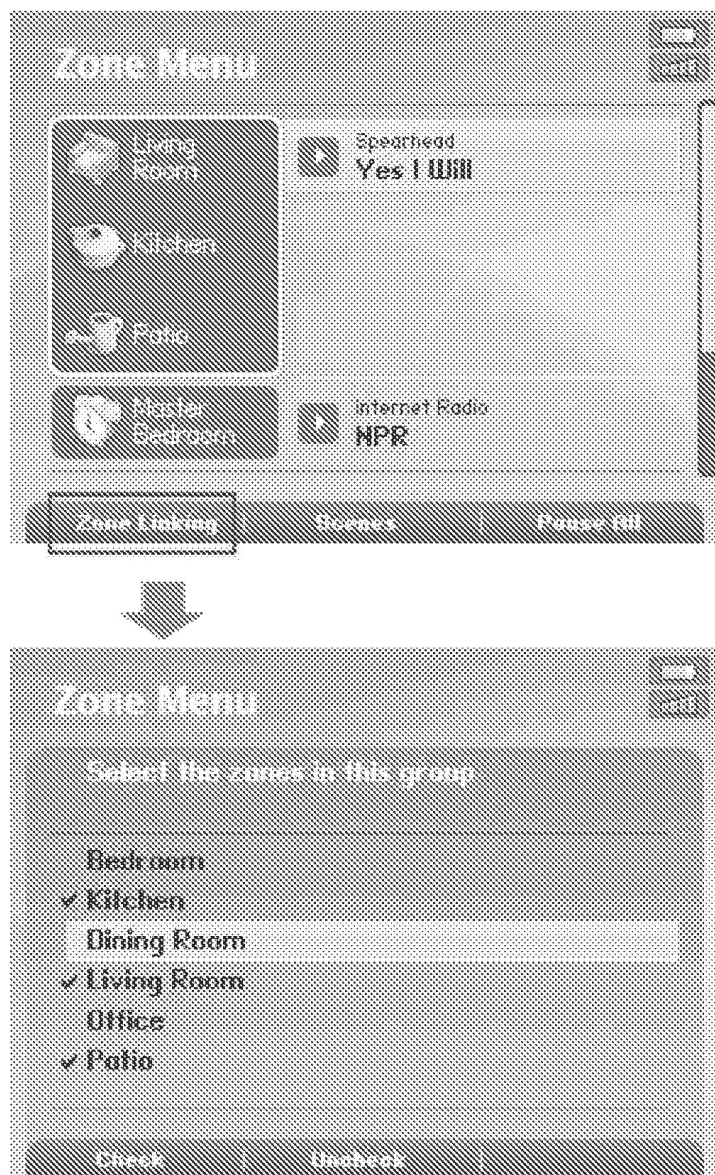 Zone Menu
Living
Room
Spearhead
Yes I Will
Kitchen
Patio
Master
Bedroom
Internet Radio
NPR
Zone Linking
Scenes
Pause All
Zone Menu
Select the zones in this group
Bedroom
Kitchen
Dining Room
Living Room
Office
Patio
Check
Uncheck